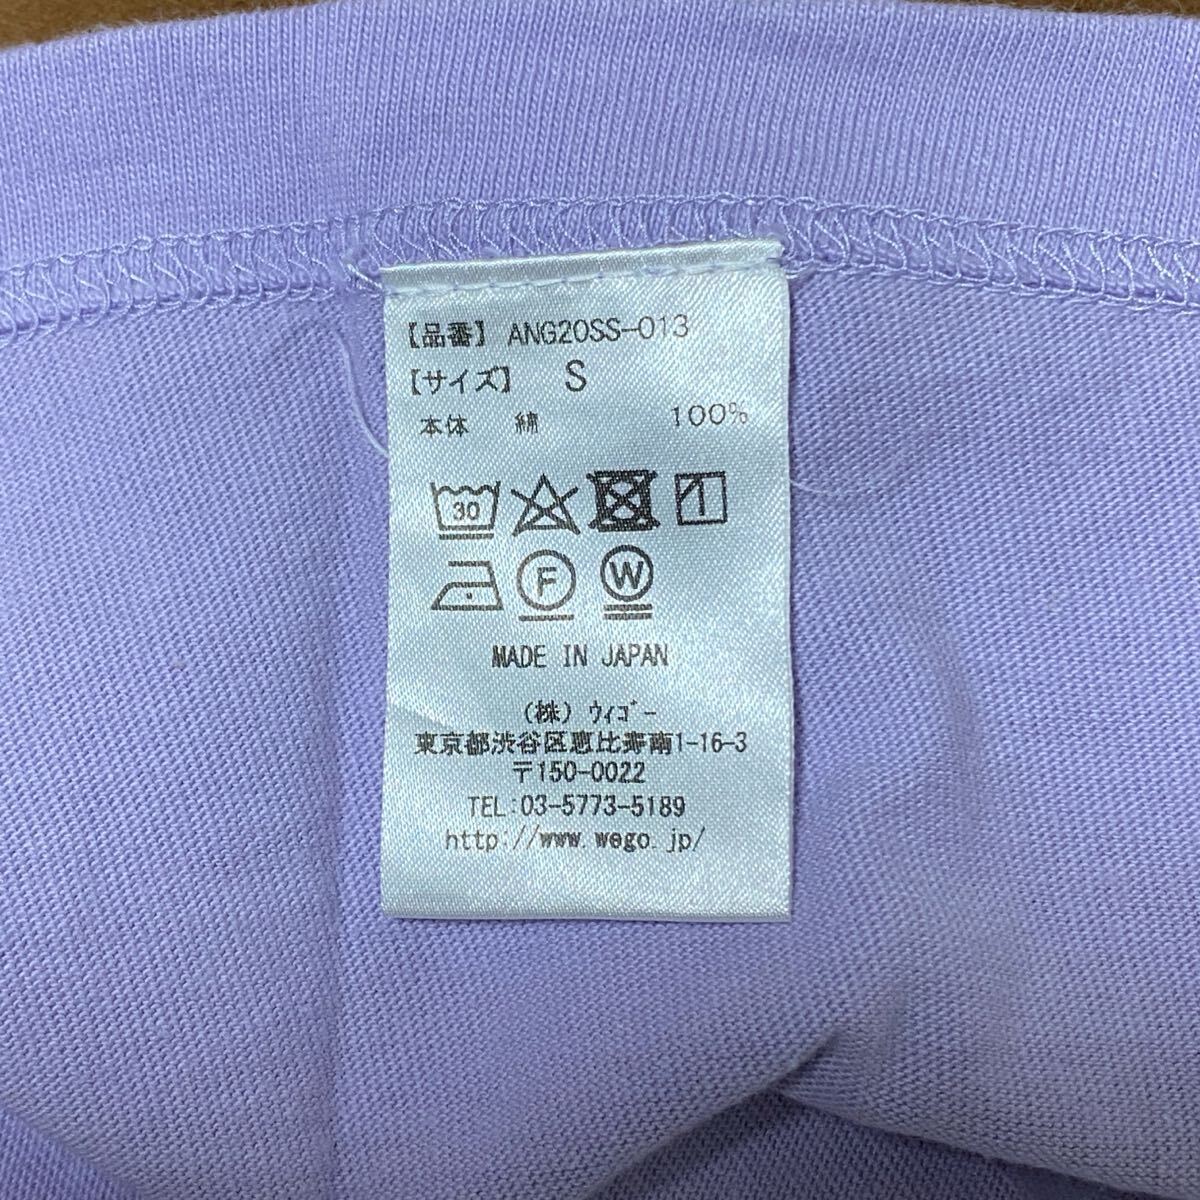 【品番】 ANG20SS-013
【サイズ】 S
本体 綿 100%
30
F W
MADE IN JAPAN
(株) ウィゴー
東京都渋谷区恵比寿南1-16-3
〒150-0022
TEL:03-5773-5189
http://www.wego.jp/